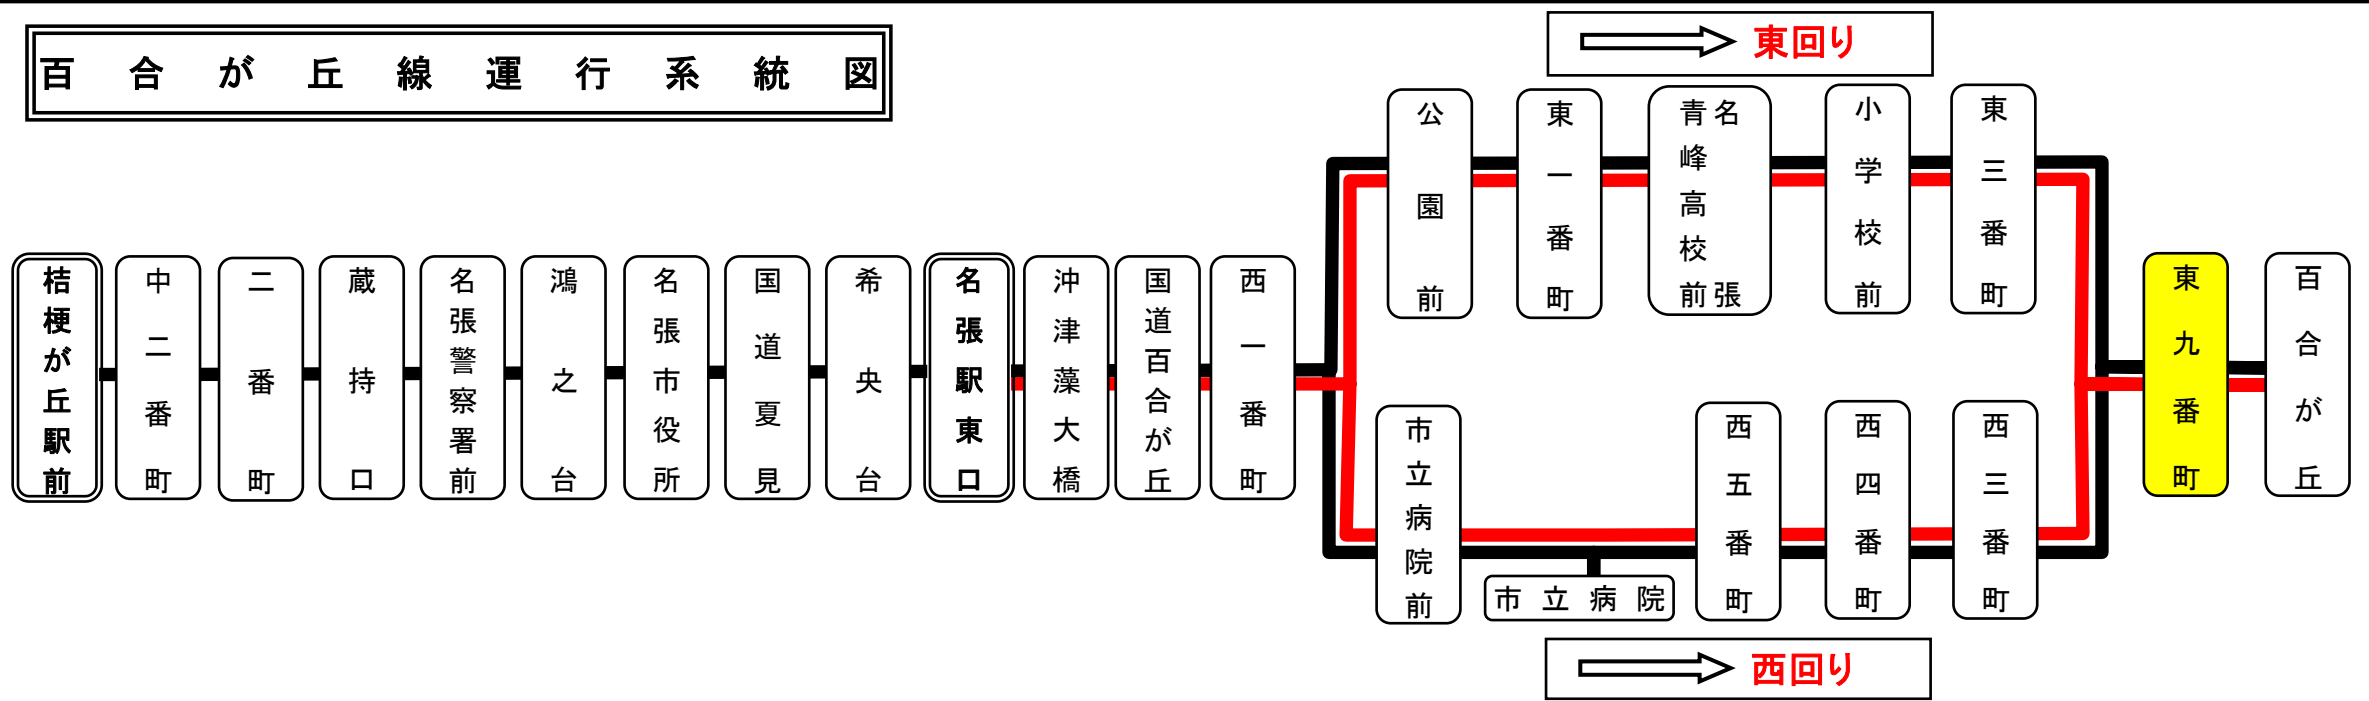 百合が丘線運行系統図
東回り
公園前
東一番町
名張青峰高校前
小学校前
東三番町
桔梗が丘駅前
中二番町
二番町
蔵持口
名張警察署前
鴻之台
名張市役所
国道夏見
希央台
名張駅東口
沖津藻大橋
国道百合が丘
西一番町
東九番町
百合が丘
市立病院前
市立病院
西五番町
西四番町
西三番町
西回り